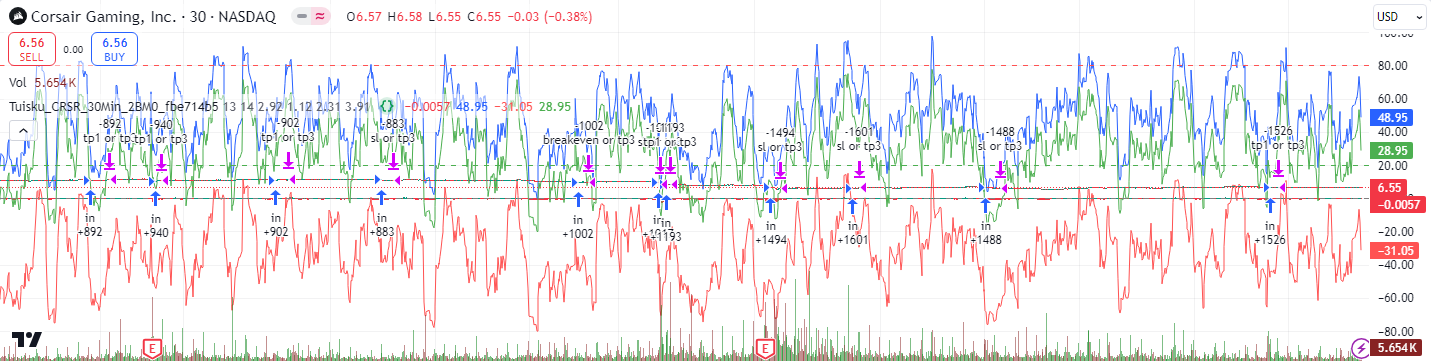 Corsair Gaming, Inc. · 30 · NASDAQ O6.57 H6.58 L6.55 C6.55 −0.03 (−0.38%)
USD
6.56
SELL
0.00
6.56
BUY
Vol 5.654 K
Tuisku_CRSR_30Min_2BM0_fbe714b5 13 14 2.92 1.12 2.31 3.91 −0.0057 48.95 −31.05 28.95
-892
tp1 or tp3
-940
tp1 or tp3
-902
tp1 or tp3
-883
sl or tp3
-1002
breakeven or tp3
-1193
tp1 or tp3
-1494
sl or tp3
-1601
sl or tp3
-1488
sl or tp3
-1526
tp1 or tp3
in
+892
in
+940
in
+902
in
+883
in
+1002
in
in
+1193
in
+1494
in
+1601
in
+1488
in
+1526
80.00
60.00
48.95
40.00
28.95
20.00
6.55
−0.0057
−20.00
−31.05
−40.00
−60.00
−80.00
5.654 K
E
E